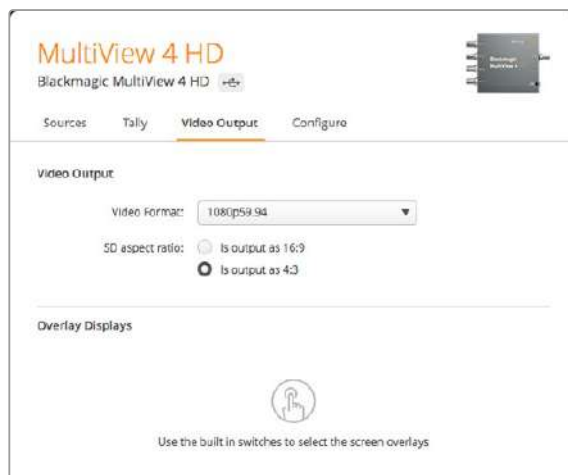 MultiView 4 HD
Blackmagic MultiView 4 HD
Sources Tally Video Output Configure
Video Output
Video Format: 1080p59.94
SD aspect ratio: Is output as 16:9
Is output as 4:3
Overlay Displays
Use the built in switches to select the screen overlays